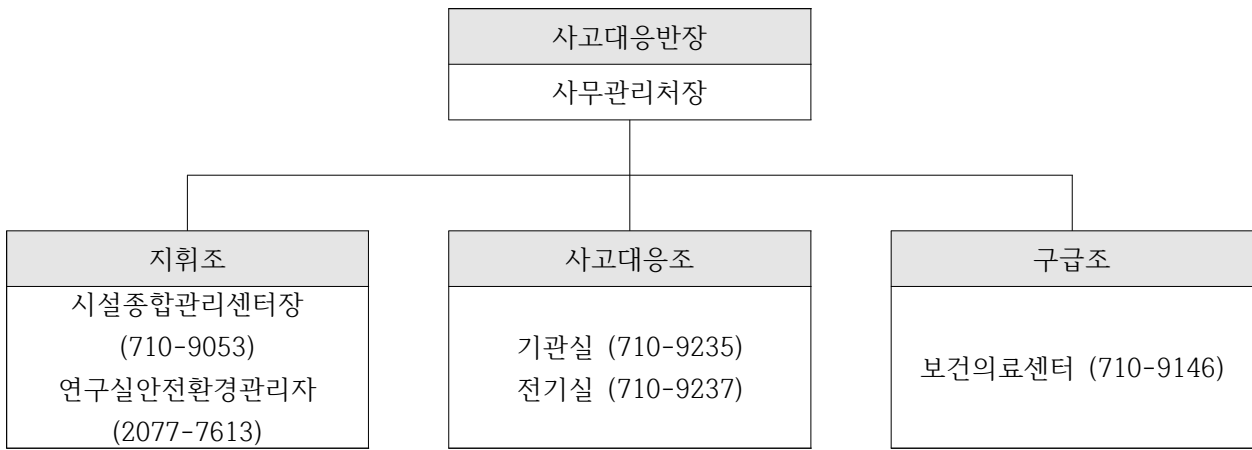 사고대응반장
사무관리처장
지휘조
시설종합관리센터장
(710-9053)
연구실안전환경관리자
(2077-7613)
사고대응조
기관실 (710-9235)
전기실 (710-9237)
구급조
보건의료센터 (710-9146)